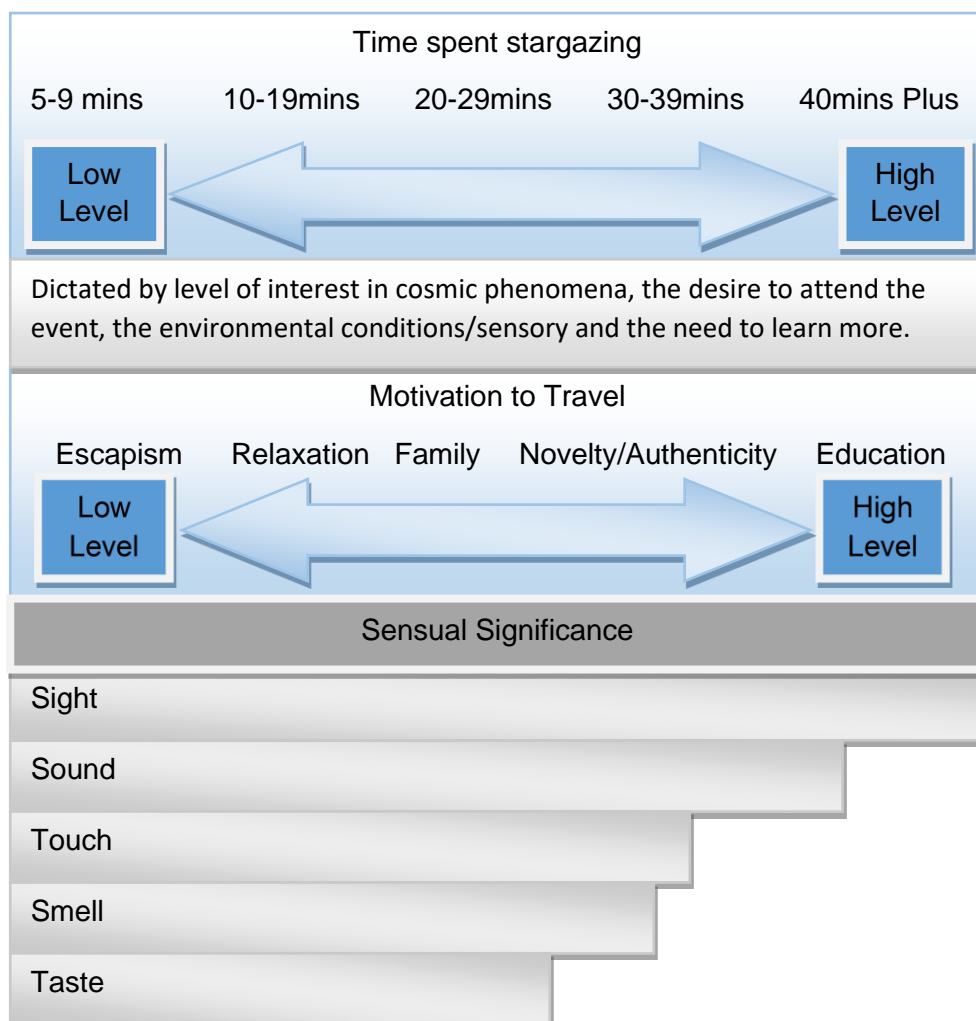 Time spent stargazing
5-9 mins 10-19mins 20-29mins 30-39mins 40mins Plus
Low
Level
High
Level
Dictated by level of interest in cosmic phenomena, the desire to attend the
event, the environmental conditions/sensory and the need to learn more.
Motivation to Travel
Escapism Relaxation Family Novelty/Authenticity Education
Low
Level
High
Level
Sensual Significance
Sight
Sound
Touch
Smell
Taste